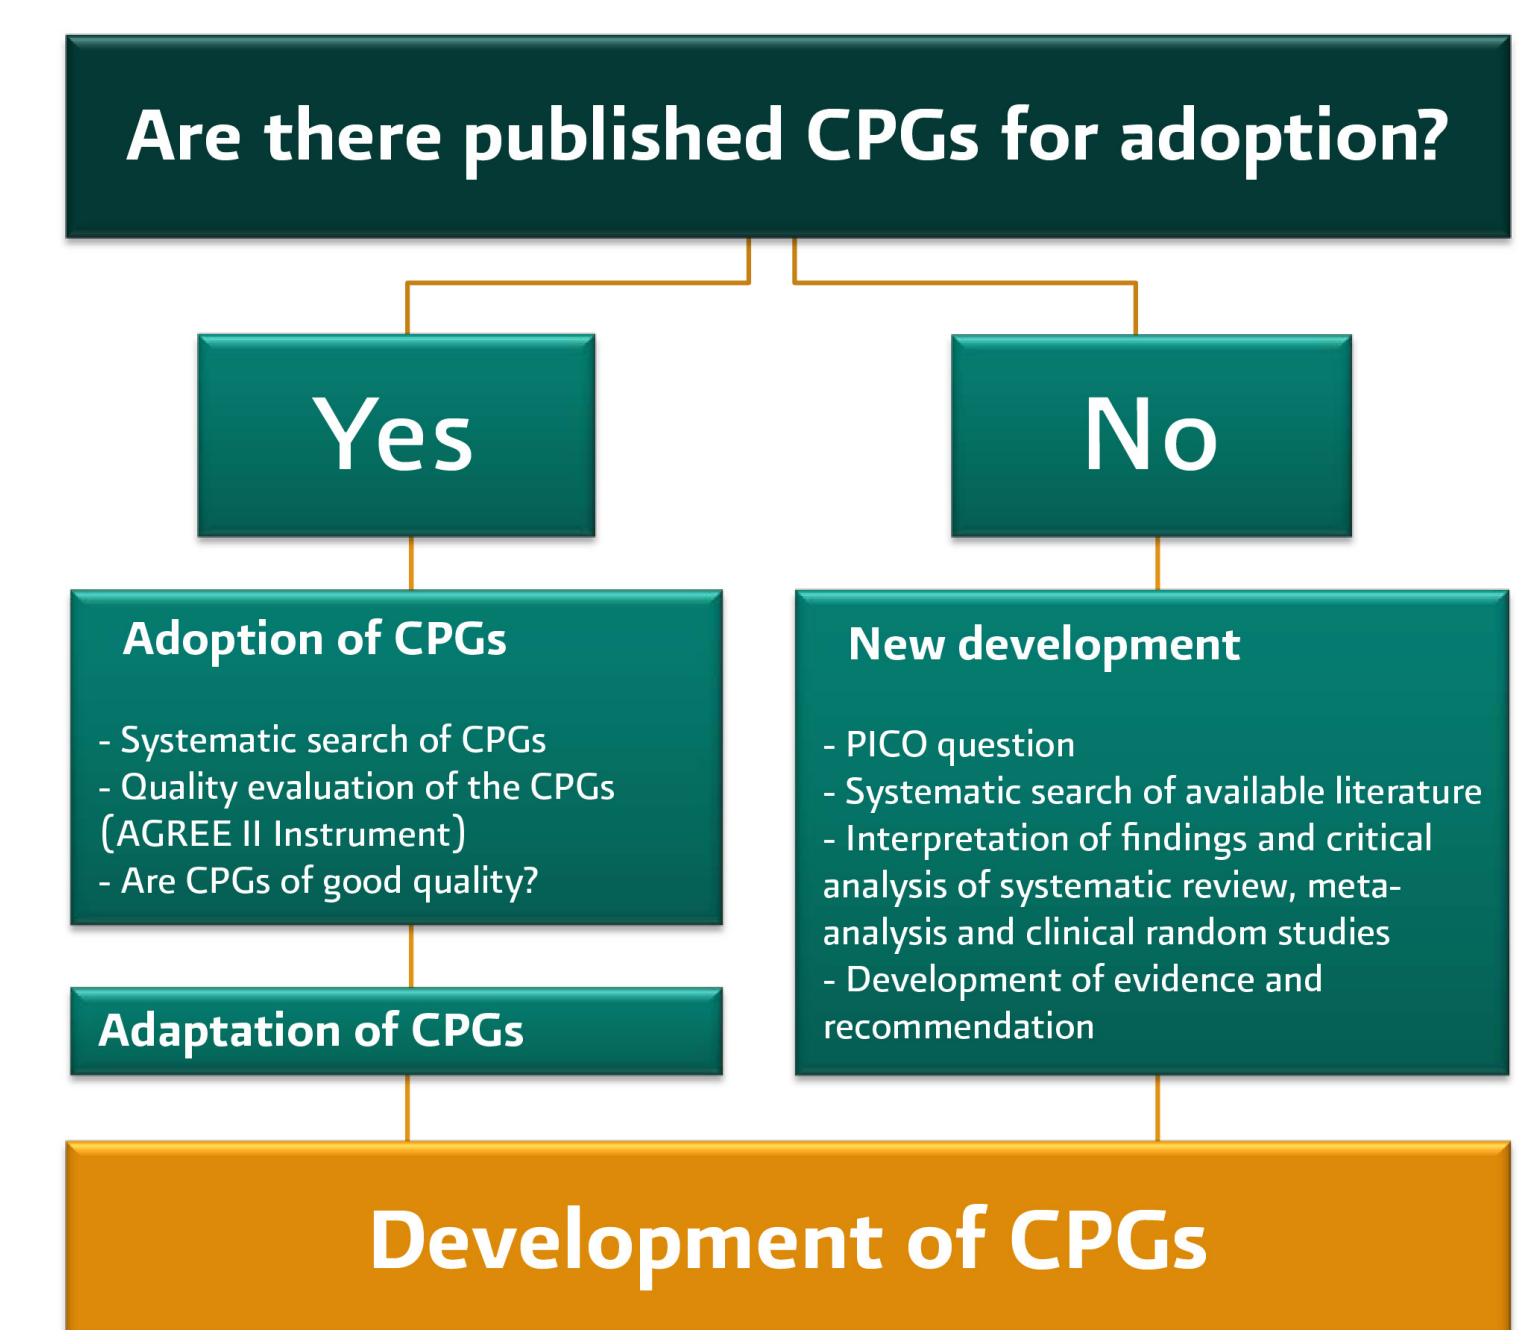 Are there published CPGs for adoption?
Yes
No
Adoption of CPGs
- Systematic search of CPGs
- Quality evaluation of the CPGs
(AGREE II Instrument)
- Are CPGs of good quality?
Adaptation of CPGs
New development
- PICO question
- Systematic search of available literature
- Interpretation of findings and critical
analysis of systematic review, meta-
analysis and clinical random studies
- Development of evidence and
recommendation
Development of CPGs